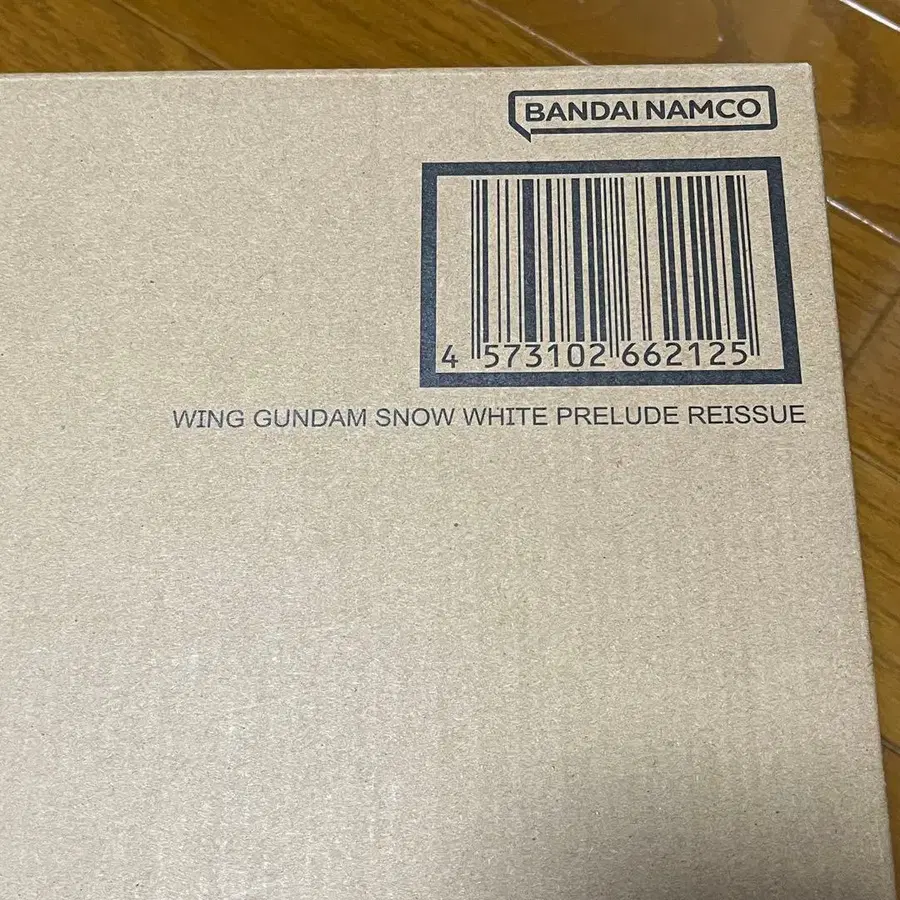 BANDAI NAMCO
4 573102 662125
WING GUNDAM SNOW WHITE PRELUDE REISSUE